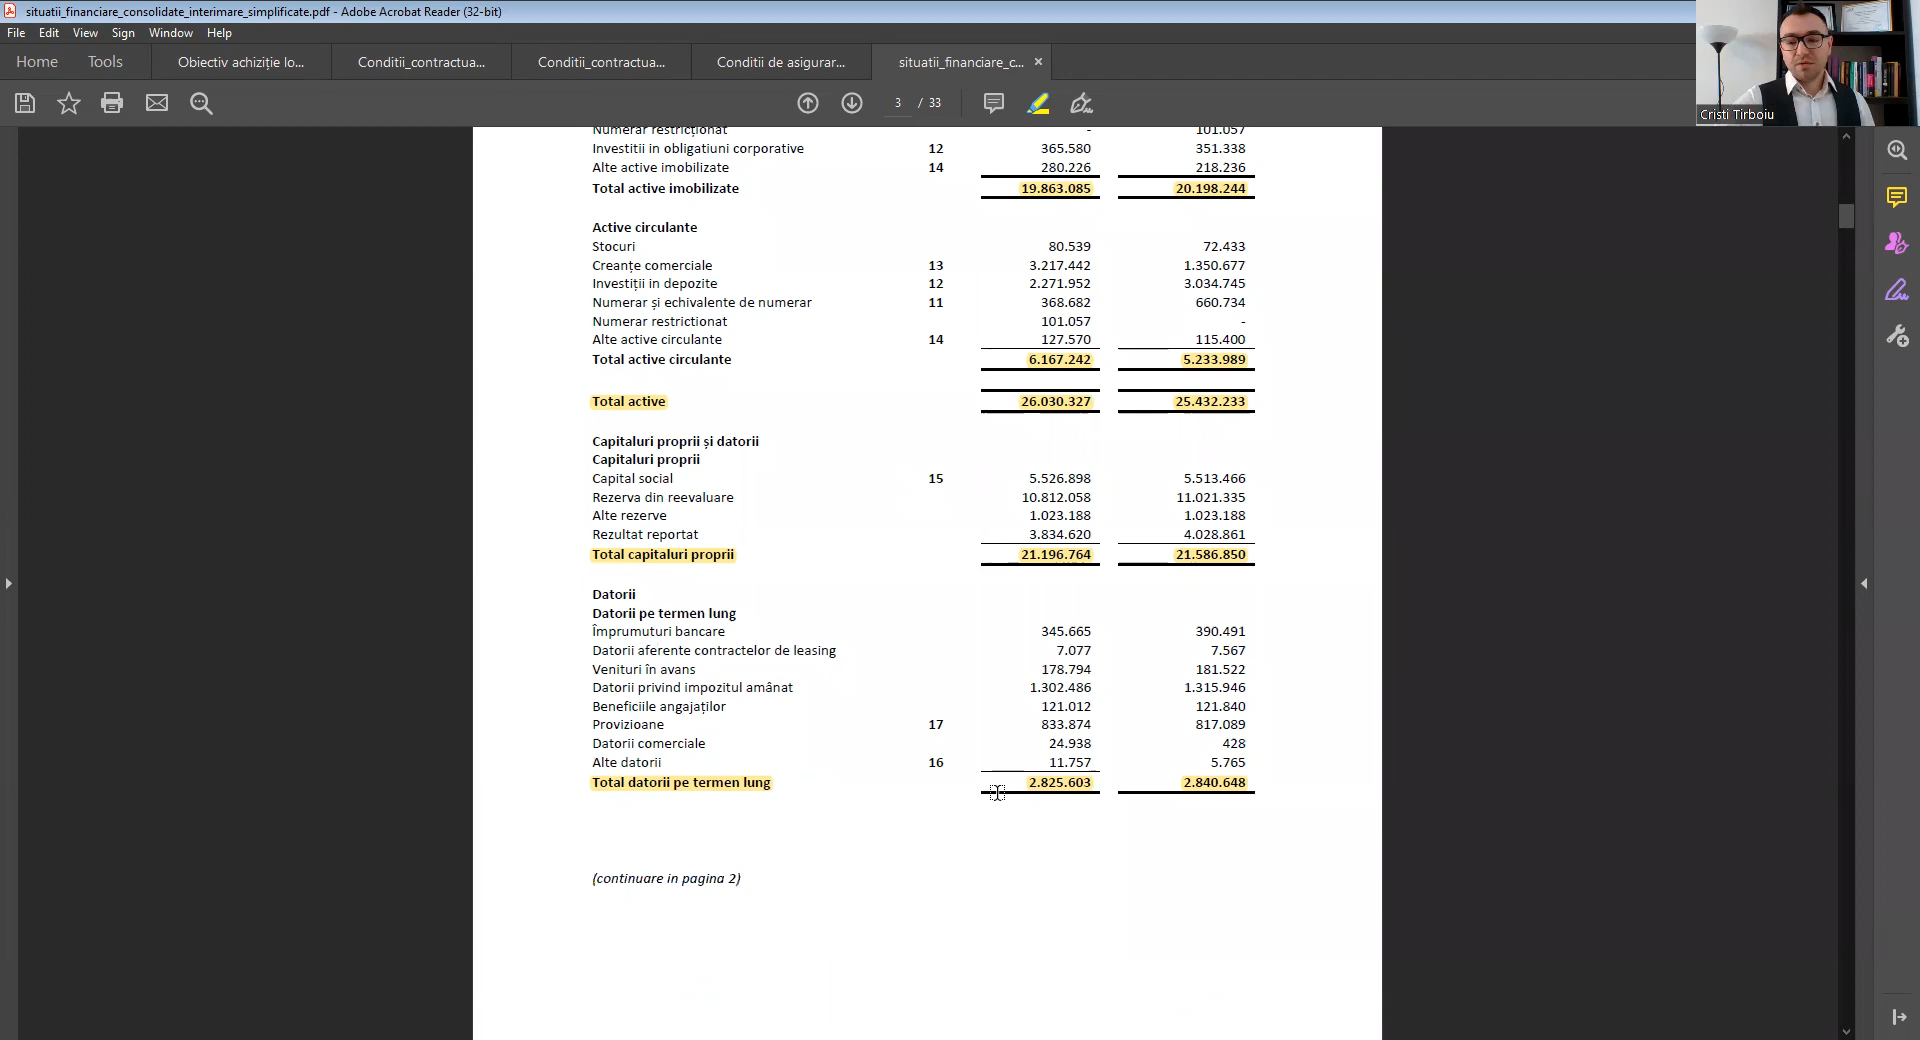 situatii_financiare_consolidate_interimare_simplificate.pdf - Adobe Acrobat Reader (32-bit)
File Edit View Sign Window Help
Home Tools Obiectiv achiziție lo... Conditii_contractua... Conditii_contractua... Conditii de asigurar... situatii_financiare_c... ×
3 / 33
Cristi Tirboiu
Numerar restricționat - 101.057
Investitii in obligatiuni corporative 12 365.580 351.338
Alte active imobilizate 14 280.226 218.236
Total active imobilizate 19.863.085 20.198.244
Active circulante
Stocuri 80.539 72.433
Creanțe comerciale 13 3.217.442 1.350.677
Investiții in depozite 12 2.271.952 3.034.745
Numerar și echivalente de numerar 11 368.682 660.734
Numerar restrictionat 101.057 -
Alte active circulante 14 127.570 115.400
Total active circulante 6.167.242 5.233.989
Total active 26.030.327 25.432.233
Capitaluri proprii și datorii
Capitaluri proprii
Capital social 15 5.526.898 5.513.466
Rezerva din reevaluare 10.812.058 11.021.335
Alte rezerve 1.023.188 1.023.188
Rezultat reportat 3.834.620 4.028.861
Total capitaluri proprii 21.196.764 21.586.850
Datorii
Datorii pe termen lung
Împrumuturi bancare 345.665 390.491
Datorii aferente contractelor de leasing 7.077 7.567
Venituri în avans 178.794 181.522
Datorii privind impozitul amânat 1.302.486 1.315.946
Beneficiile angajaților 121.012 121.840
Provizioane 17 833.874 817.089
Datorii comerciale 24.938 428
Alte datorii 16 11.757 5.765
Total datorii pe termen lung 2.825.603 2.840.648
(continuare in pagina 2)